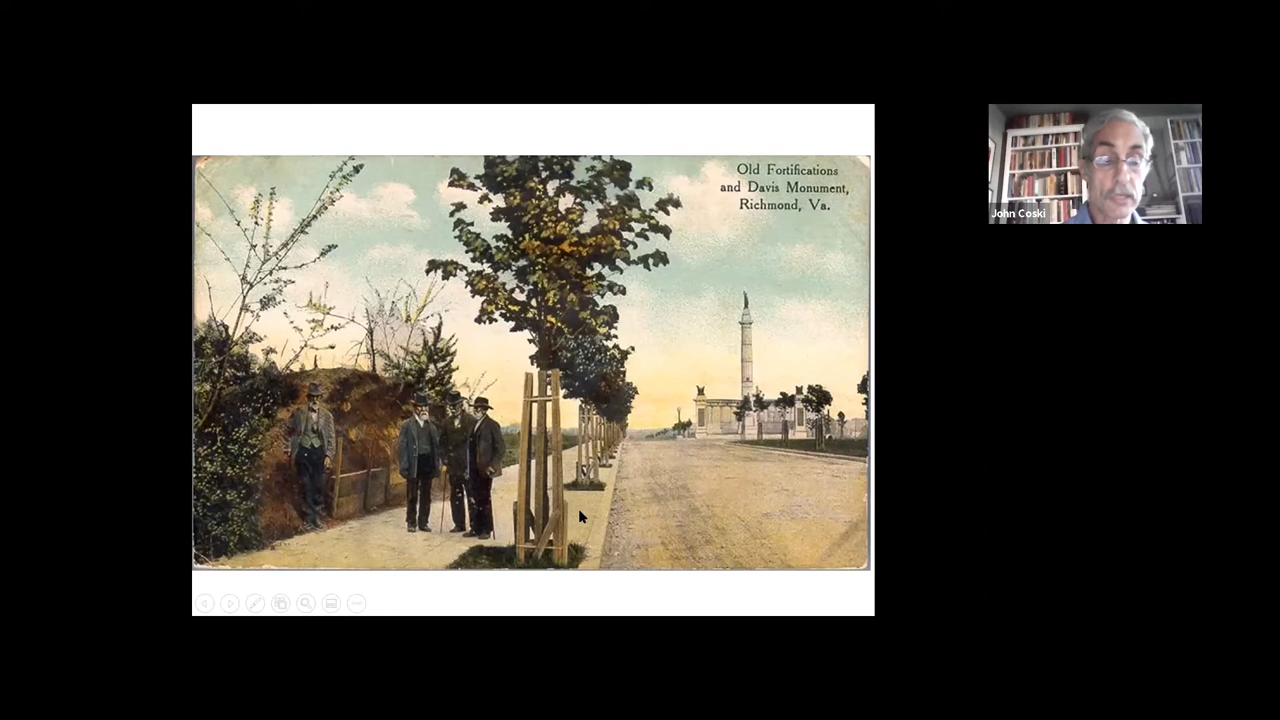 Old Fortifications
and Davis Monument,
Richmond, Va.
John Coski